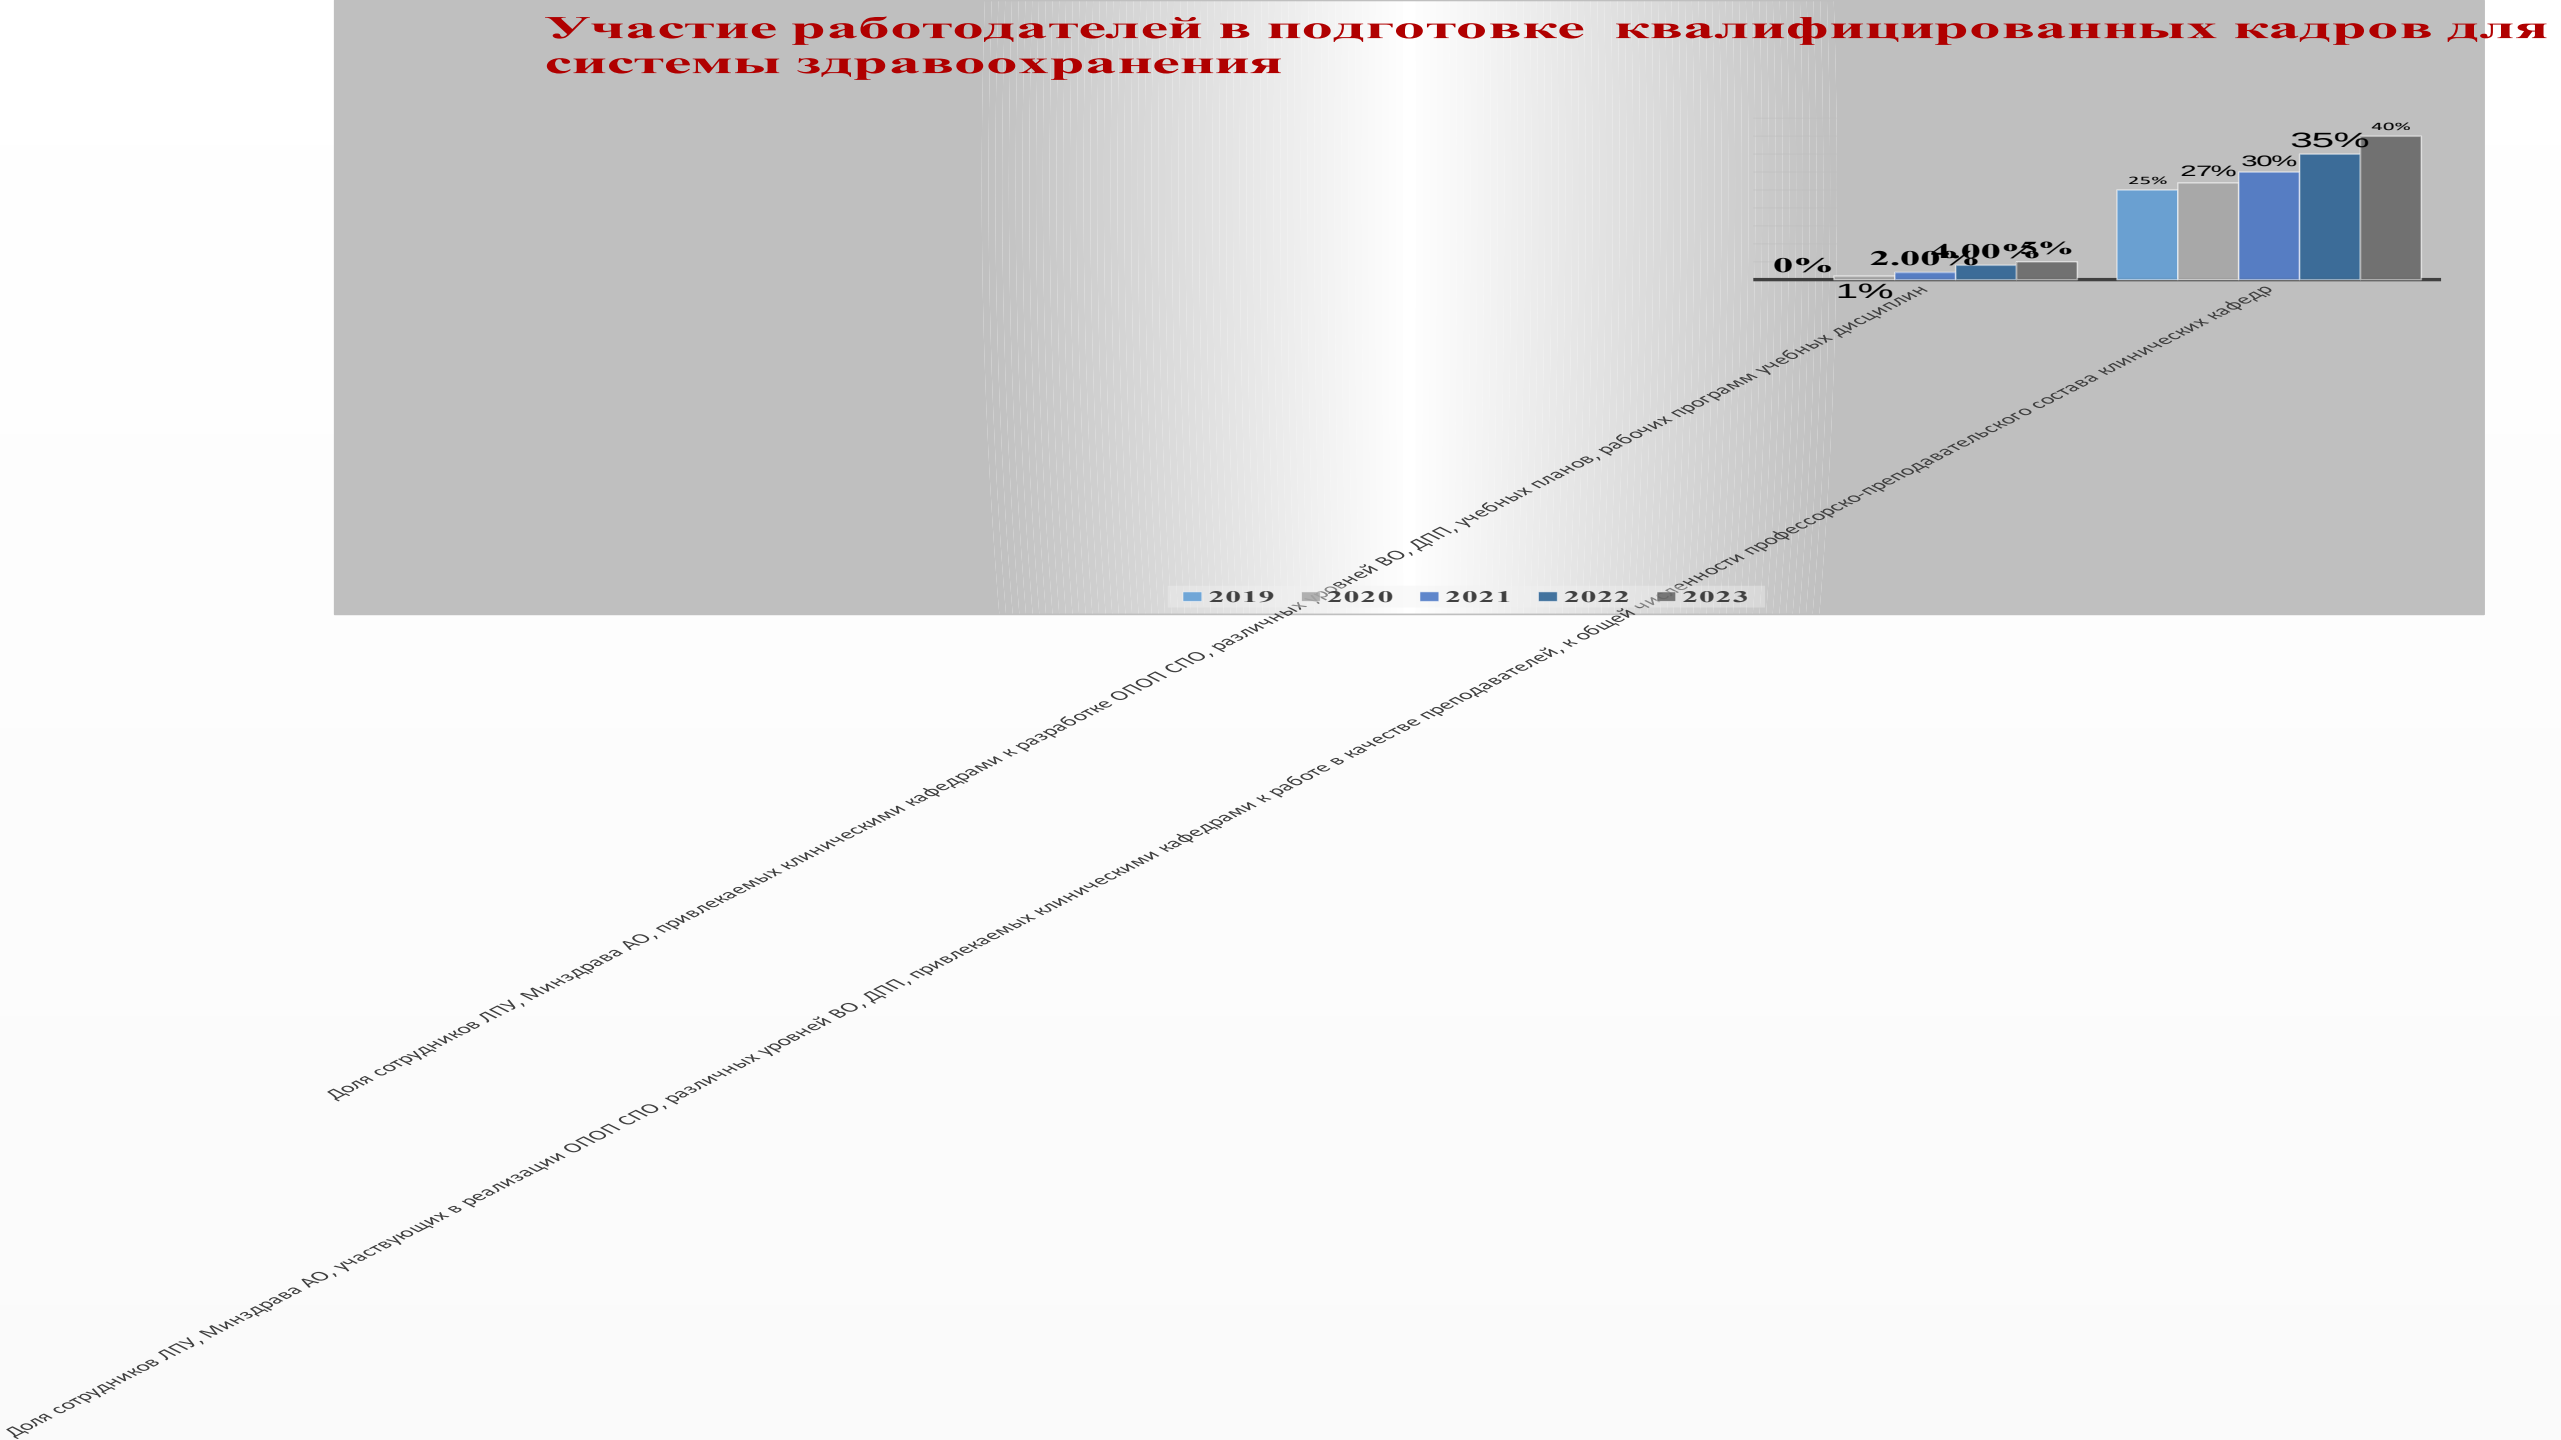 Участие работодателей в подготовке квалифицированных кадров для
системы здравоохранения
40%
35%
30%
27%
25%
0%
1%
2.00%
4.00%
5%
Доля сотрудников ЛПУ, Минздрава АО, привлекаемых клиническими кафедрами к разработке ОПОП СПО, различных уровней ВО, ДПП, учебных планов, рабочих программ учебных дисциплин
Доля сотрудников ЛПУ, Минздрава АО, участвующих в реализации ОПОП СПО, различных уровней ВО, ДПП, привлекаемых клиническими кафедрами к работе в качестве преподавателей, к общей численности профессорско-преподавательского состава клинических кафедр
2019 2020 2021 2022 2023